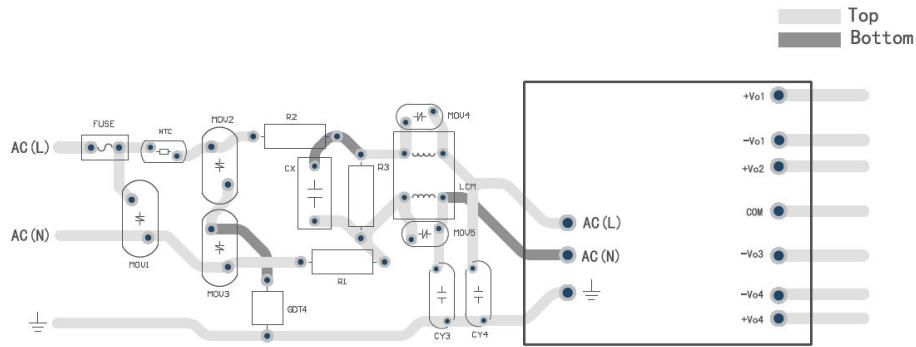 Top
Bottom
FUSE
NTC
MOV2
R2
MOV4
AC(L)
CX
R3
LCM
AC(N)
MOV1
MOV3
GDT4
R1
MOV5
CY3
CY4
AC(L)
AC(N)
+Vo1
-Vo1
+Vo2
COM
-Vo3
-Vo4
+Vo4